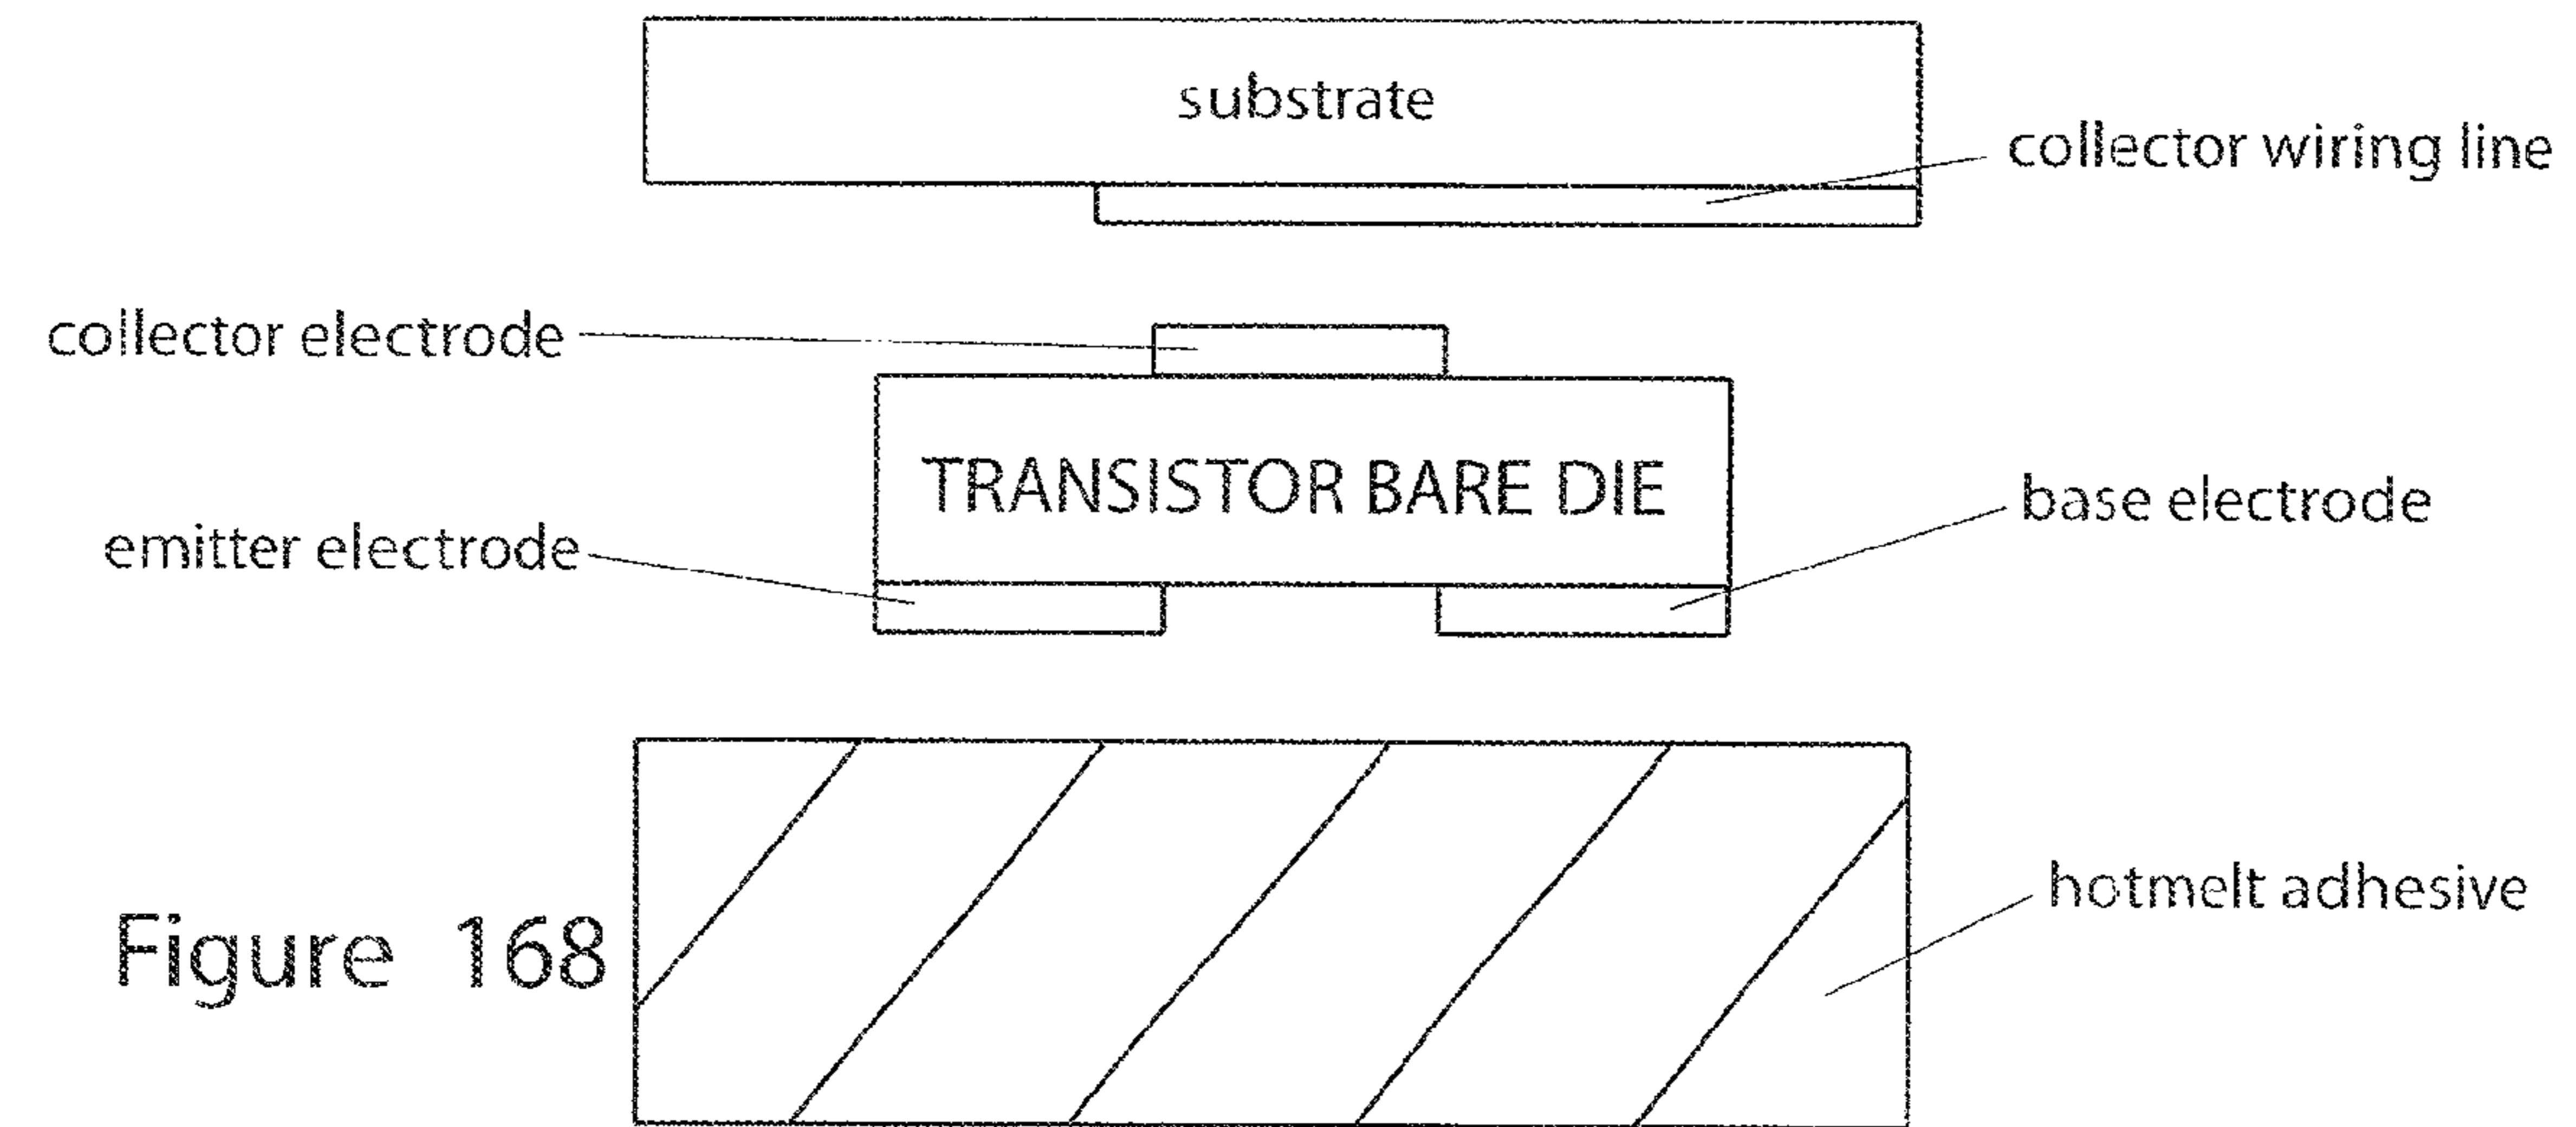 substrate
collector wiring line
collector electrode
TRANSISTOR BARE DIE
base electrode
emitter electrode
hotmelt adhesive
Figure 168